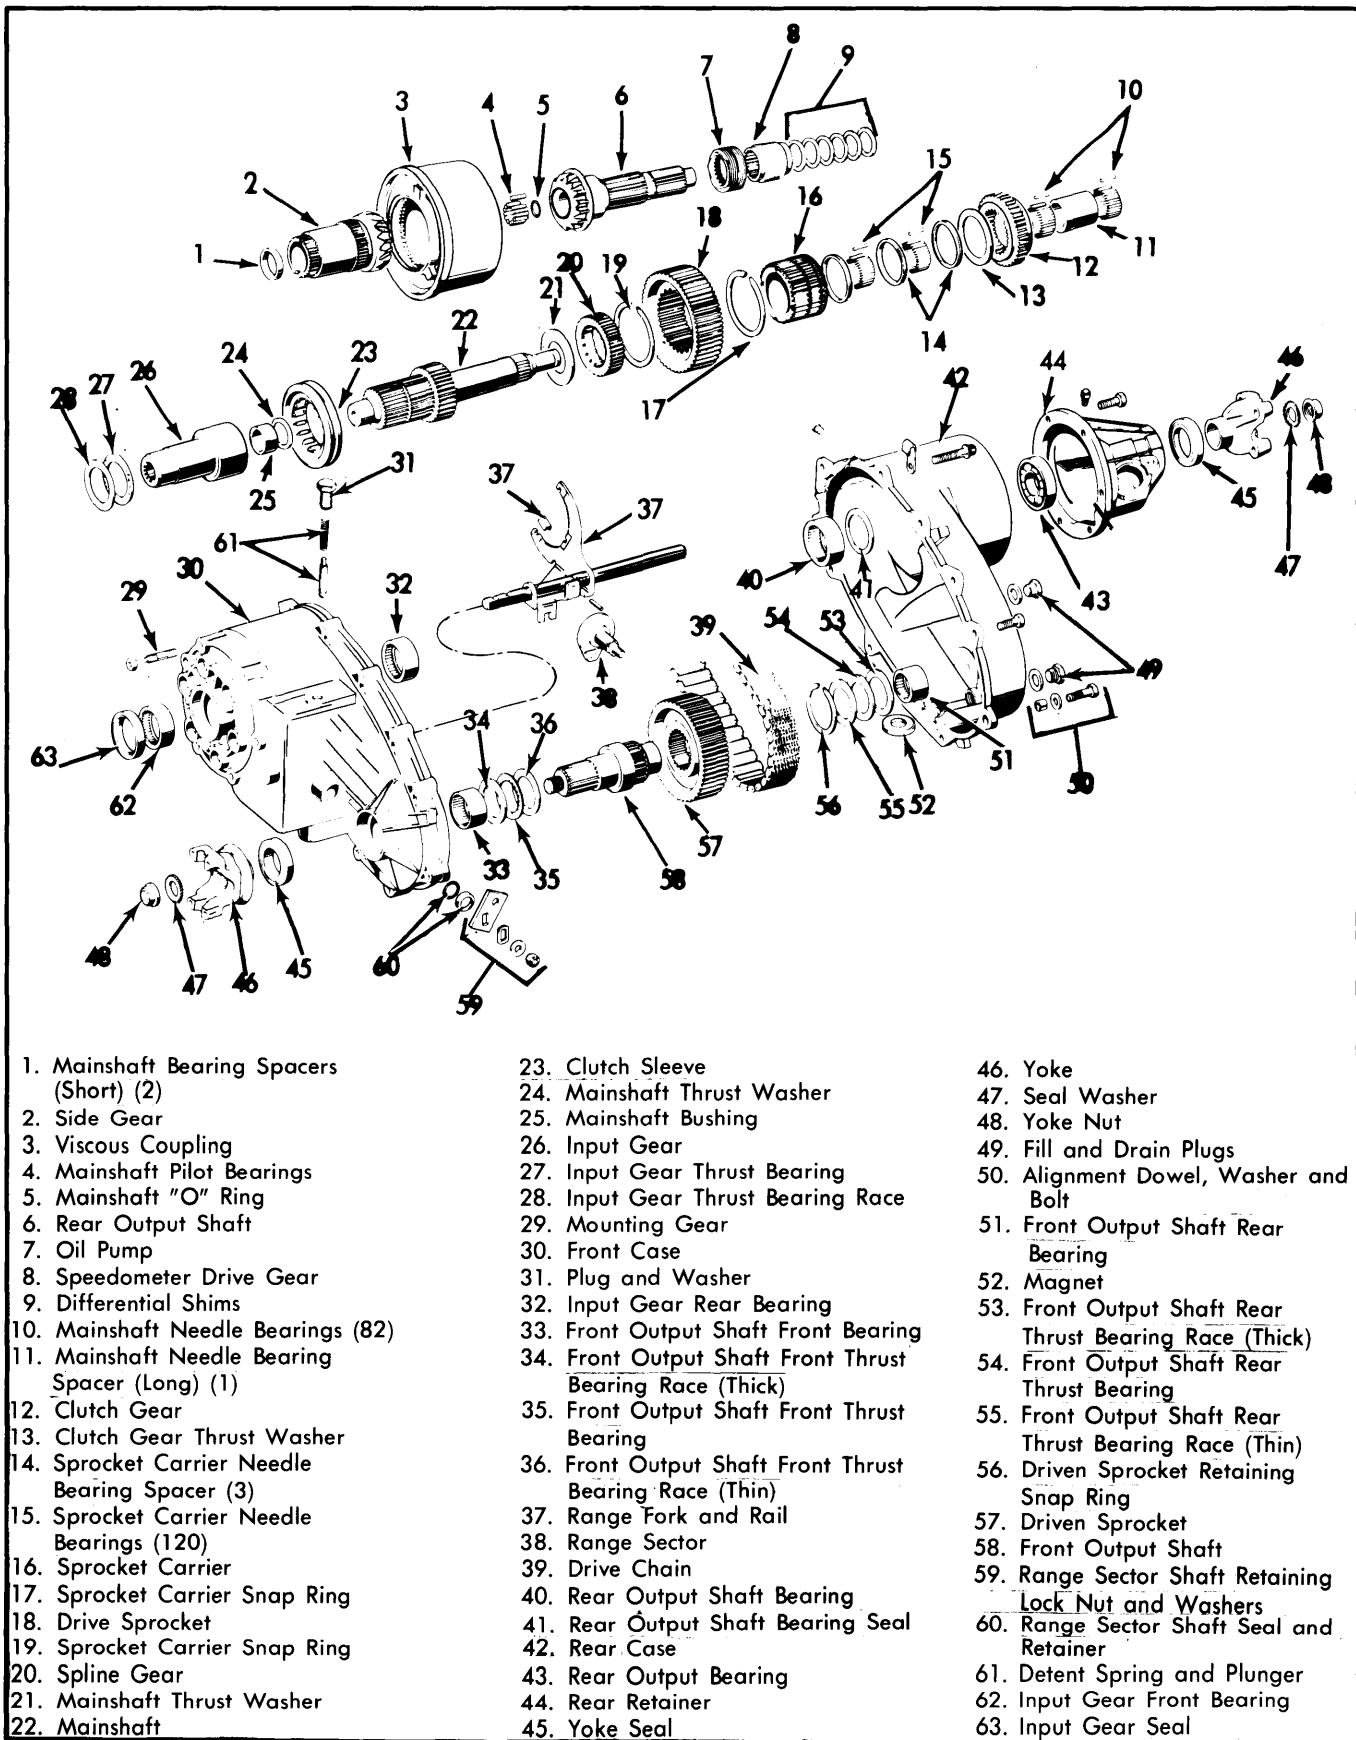 8
7
9
3
4
5
6
10
2
15
16
18
1
11
12
20
19
13
21
22
14
24
23
44
46
27
26
17
42
28
31
37
37
25
45
48
61
30
40
41
47
29
32
43
54
53
39
38
49
34
36
51
63
62
56
55
52
50
57
33
35
58
48
47
46
45
60
59
1. Mainshaft Bearing Spacers
(Short) (2)
2. Side Gear
3. Viscous Coupling
4. Mainshaft Pilot Bearings
5. Mainshaft "O" Ring
6. Rear Output Shaft
7. Oil Pump
8. Speedometer Drive Gear
9. Differential Shims
10. Mainshaft Needle Bearings (82)
11. Mainshaft Needle Bearing
Spacer (Long) (1)
12. Clutch Gear
13. Clutch Gear Thrust Washer
14. Sprocket Carrier Needle
Bearing Spacer (3)
15. Sprocket Carrier Needle
Bearings (120)
16. Sprocket Carrier
17. Sprocket Carrier Snap Ring
18. Drive Sprocket
19. Sprocket Carrier Snap Ring
20. Spline Gear
21. Mainshaft Thrust Washer
22. Mainshaft
23. Clutch Sleeve
24. Mainshaft Thrust Washer
25. Mainshaft Bushing
26. Input Gear
27. Input Gear Thrust Bearing
28. Input Gear Thrust Bearing Race
29. Mounting Gear
30. Front Case
31. Plug and Washer
32. Input Gear Rear Bearing
33. Front Output Shaft Front Bearing
34. Front Output Shaft Front Thrust
Bearing Race (Thick)
35. Front Output Shaft Front Thrust
Bearing
36. Front Output Shaft Front Thrust
Bearing Race (Thin)
37. Range Fork and Rail
38. Range Sector
39. Drive Chain
40. Rear Output Shaft Bearing
41. Rear Output Shaft Bearing Seal
42. Rear Case
43. Rear Output Bearing
44. Rear Retainer
45. Yoke Seal
46. Yoke
47. Seal Washer
48. Yoke Nut
49. Fill and Drain Plugs
50. Alignment Dowel, Washer and
Bolt
51. Front Output Shaft Rear
Bearing
52. Magnet
53. Front Output Shaft Rear
Thrust Bearing Race (Thick)
54. Front Output Shaft Rear
Thrust Bearing
55. Front Output Shaft Rear
Thrust Bearing Race (Thin)
56. Driven Sprocket Retaining
Snap Ring
57. Driven Sprocket
58. Front Output Shaft
59. Range Sector Shaft Retaining
Lock Nut and Washers
60. Range Sector Shaft Seal and
Retainer
61. Detent Spring and Plunger
62. Input Gear Front Bearing
63. Input Gear Seal